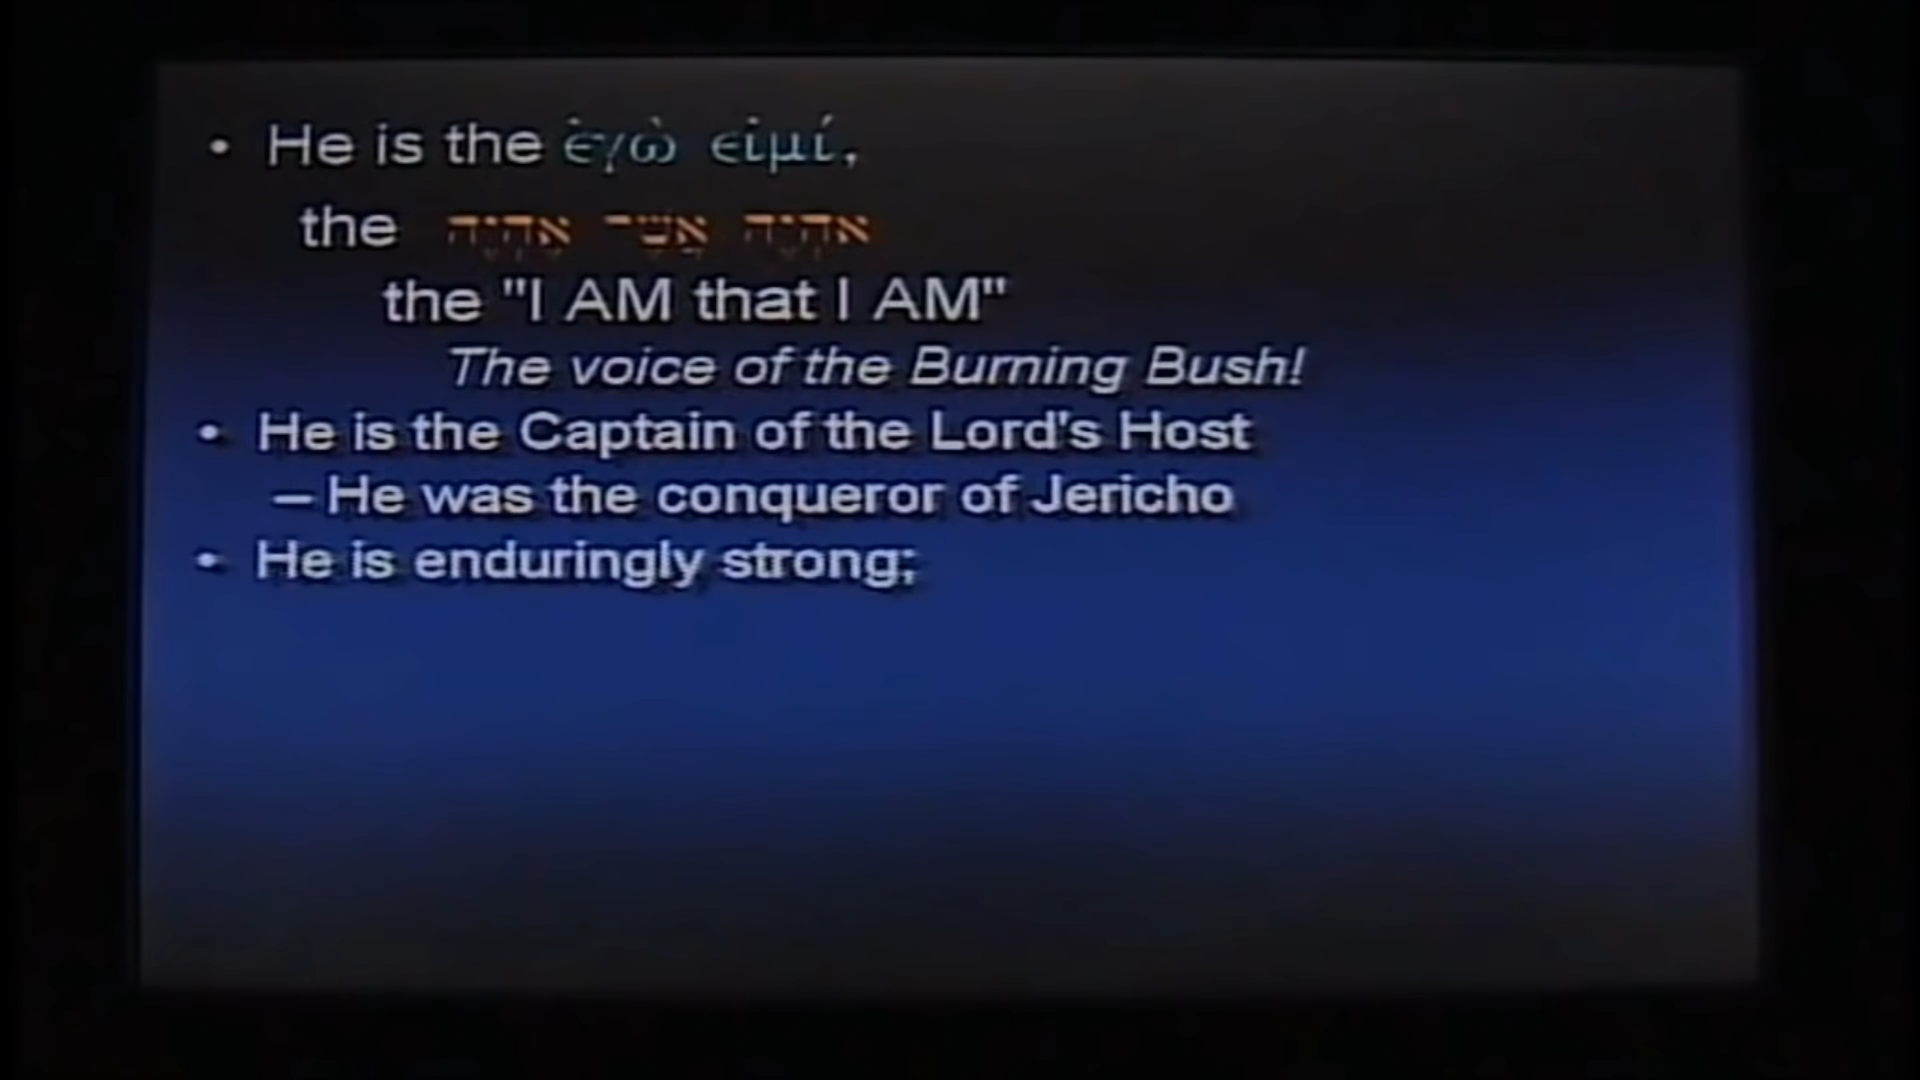 • He is the ἐγὼ εἰμί,
the אֶהְיֶה אֲשֶׁר אֶהְיֶה
the "I AM that I AM"
The voice of the Burning Bush!
• He is the Captain of the Lord's Host
– He was the conqueror of Jericho
• He is enduringly strong;